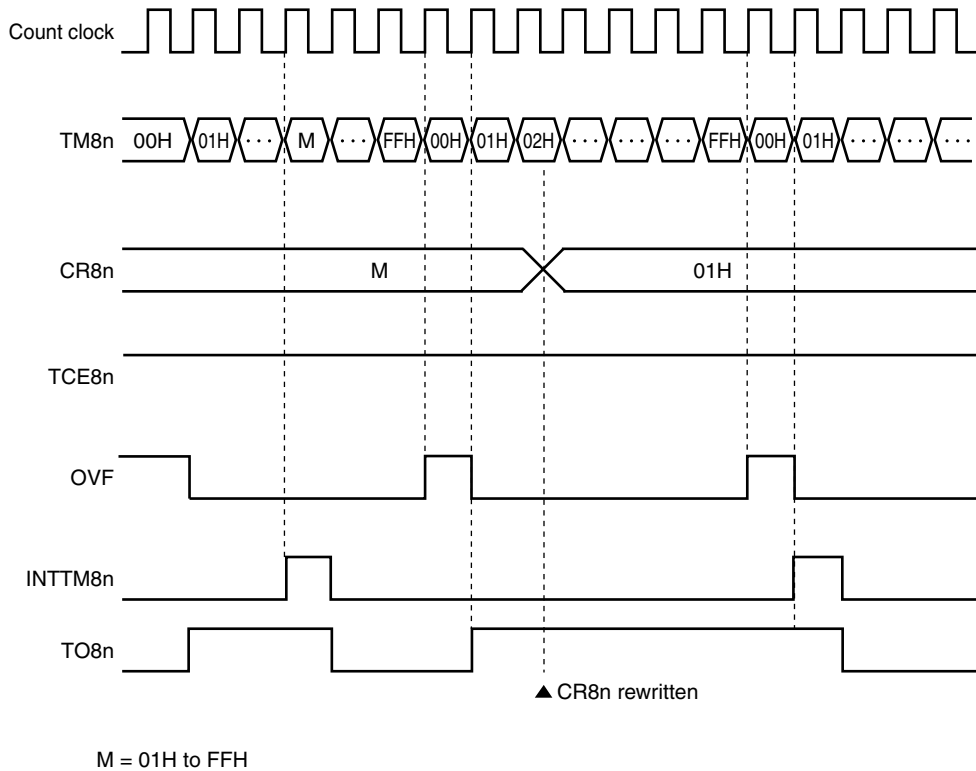 Count clock
TM8n 00H 01H ··· M ··· FFH 00H 01H 02H ··· ··· ··· FFH 00H 01H ··· ··· ···
CR8n M 01H
TCE8n
OVF
INTTM8n
TO8n
▲ CR8n rewritten
M = 01H to FFH